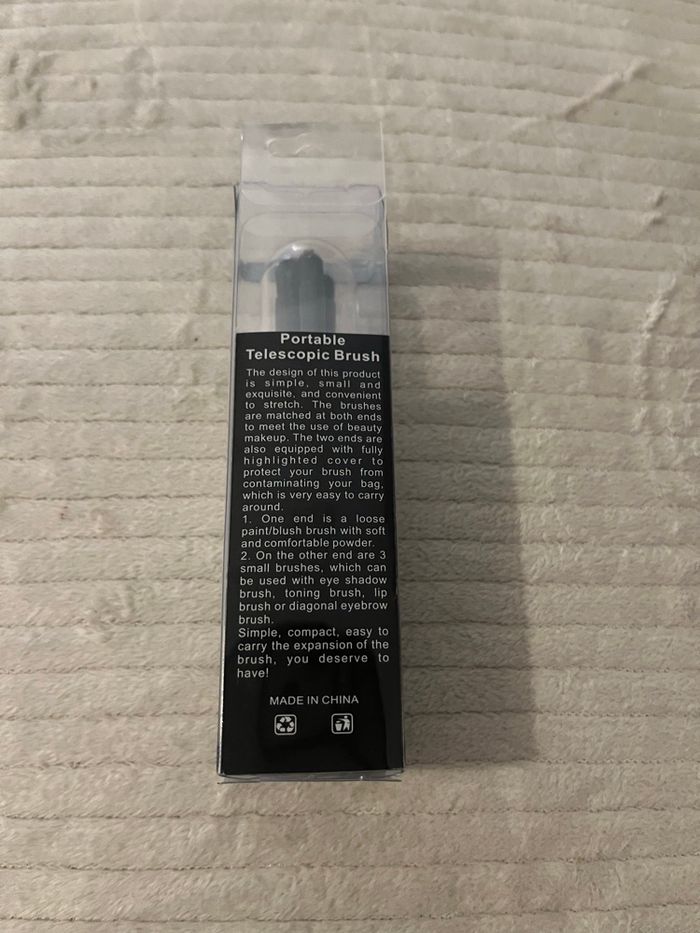 Portable
Telescopic Brush
The design of this product
is simple, small and
exquisite, and convenient
to stretch. The brushes
are matched at both ends
to meet the use of beauty
makeup. The two ends are
also equipped with fully
highlighted cover to
protect your brush from
contaminating your bag,
which is very easy to carry
around.
1. One end is a loose
paint/blush brush with soft
and comfortable powder.
2. On the other end are 3
small brushes, which can
be used with eye shadow
brush, toning brush, lip
brush or diagonal eyebrow
brush.
Simple, compact, easy to
carry the expansion of the
brush, you deserve to
have!
MADE IN CHINA